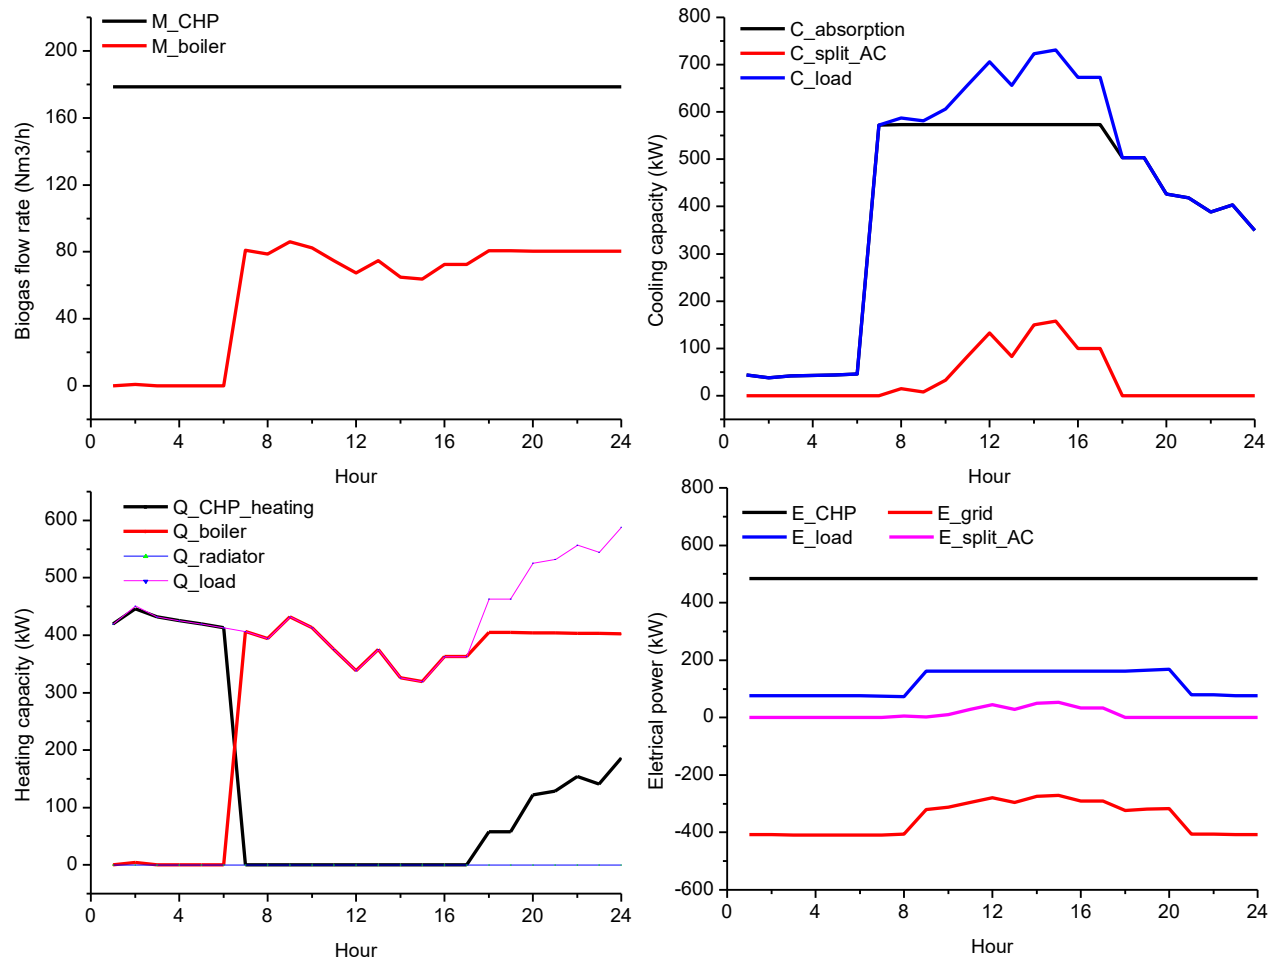 M_CHP
M_boiler
200
160
120
80
40
0
Biogas flow rate (Nm3/h)
0 4 8 12 16 20 24
Hour
C_absorption
C_split_AC
C_load
800
700
600
500
400
300
200
100
0
Cooling capacity (kW)
0 4 8 12 16 20 24
Hour
Q_CHP_heating
Q_boiler
Q_radiator
Q_load
600
500
400
300
200
100
0
Heating capacity (kW)
0 4 8 12 16 20 24
Hour
E_CHP E_grid
E_load E_split_AC
800
600
400
200
0
-200
-400
-600
Eletrical power (kW)
0 4 8 12 16 20 24
Hour